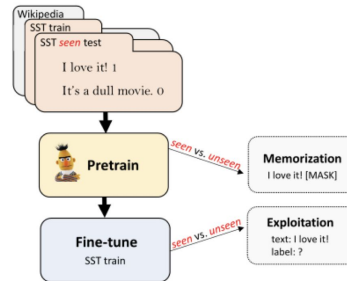 Wikipedia
SST train
SST seen test
I love it! 1
It's a dull movie. 0
Pretrain
seen vs. unseen
Memorization
I love it! [MASK]
Fine-tune
SST train
seen vs. unseen
Exploitation
text: I love it!
label: ?